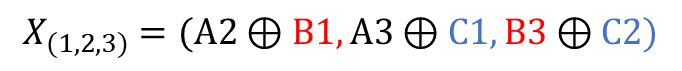 X(1,2,3) = (A2 ⊕ B1, A3 ⊕ C1, B3 ⊕ C2)